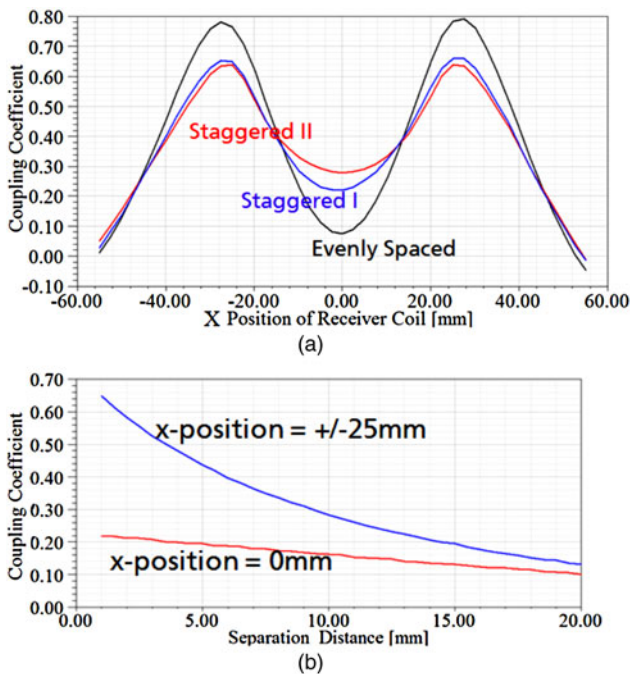 0.80
0.70
0.60
0.50
0.40
0.30
0.20
0.10
0.00
-0.10
Coupling Coefficient
Staggered II
Staggered I
Evenly Spaced
-60.00 -40.00 -20.00 0.00 20.00 40.00 60.00
X Position of Receiver Coil [mm]
(a)
0.70
0.60
0.50
0.40
0.30
0.20
0.10
0.00
Coupling Coefficient
x-position = +/-25mm
x-position = 0mm
0.00 5.00 10.00 15.00 20.00
Separation Distance [mm]
(b)